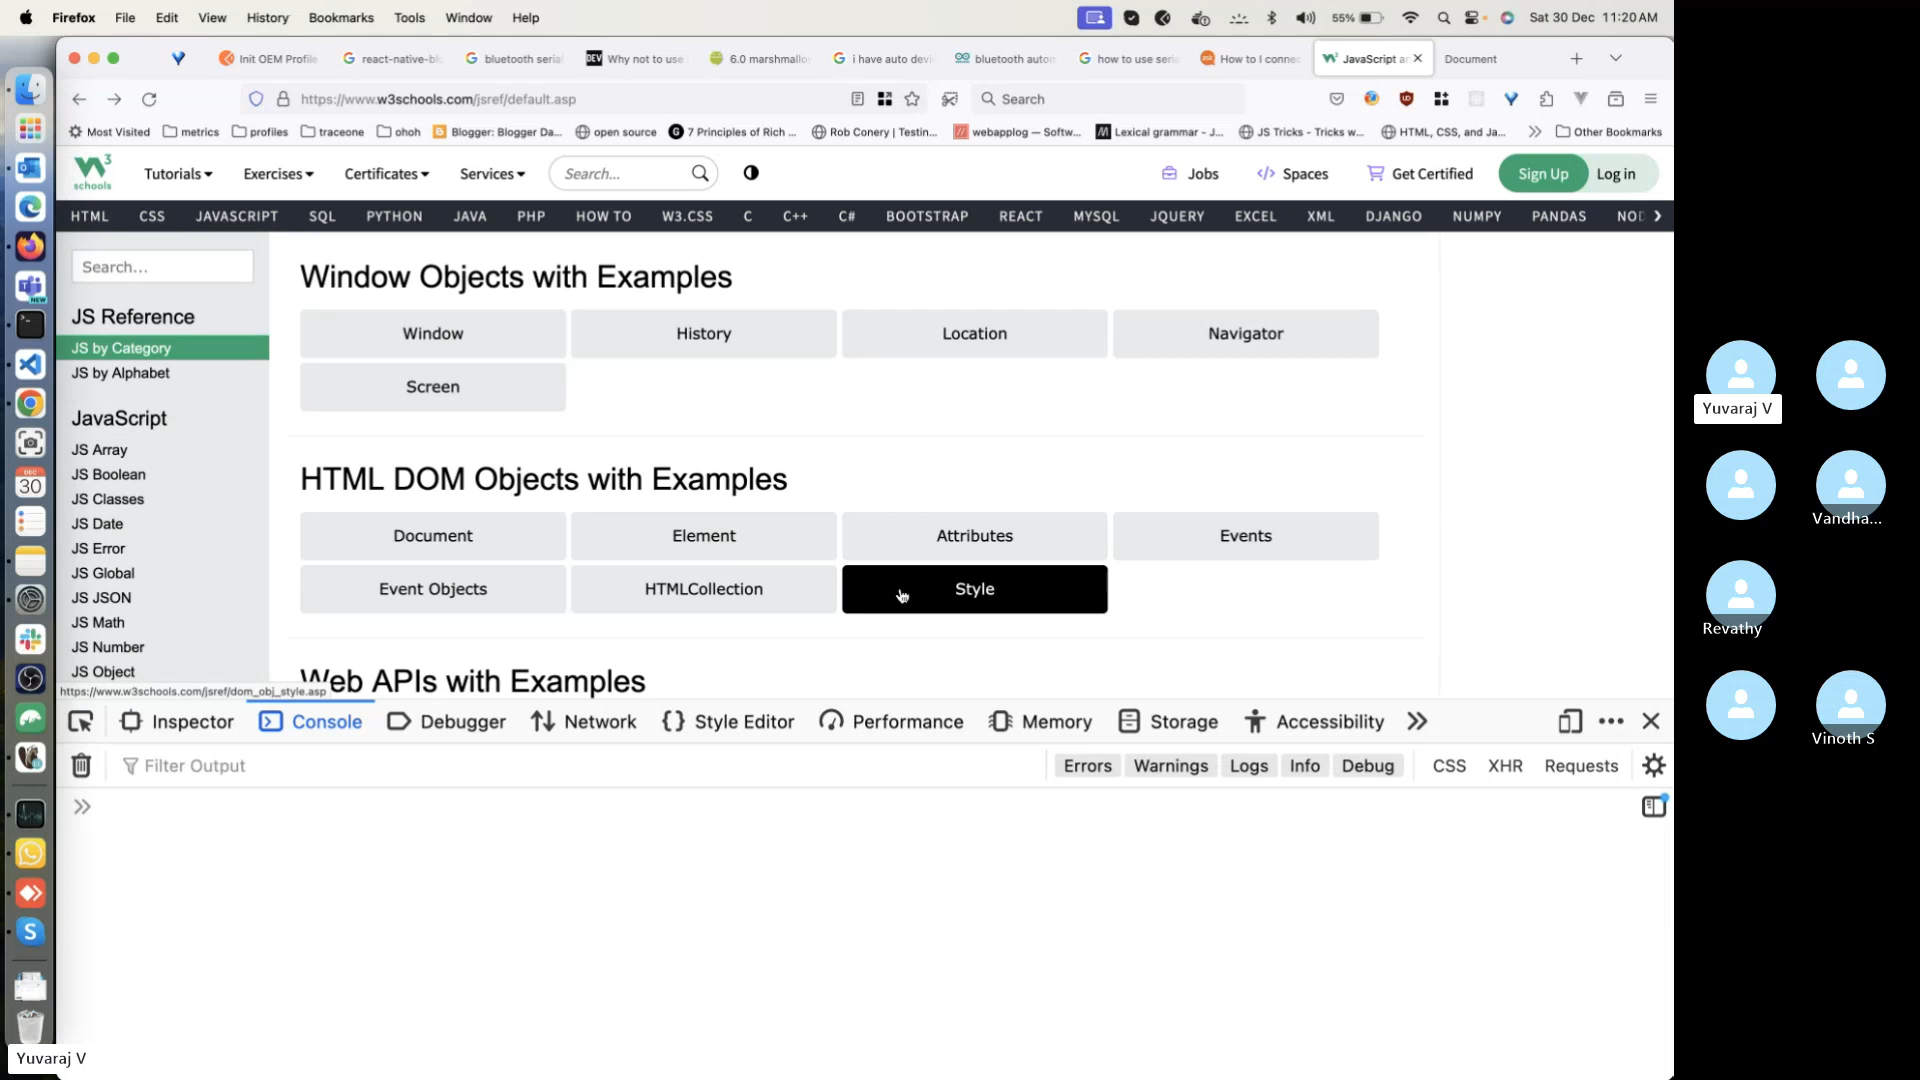 Firefox File Edit View History Bookmarks Tools Window Help 55% Sat 30 Dec 11:20 AM
Init OEM Profile react-native-blu bluetooth serial DEV Why not to use 6.0 marshmallow i have auto devi bluetooth autom how to use seria How to I connec JavaScript an Document
https://www.w3schools.com/jsref/default.asp Search
Most Visited metrics profiles traceone ohoh Blogger: Blogger Da... open source 7 Principles of Rich ... Rob Conery | Testin... webapplog — Softw... Lexical grammar - J... JS Tricks - Tricks w... HTML, CSS, and Ja... Other Bookmarks
W3 schools Tutorials Exercises Certificates Services Search... Jobs Spaces Get Certified Sign Up Log in
HTML CSS JAVASCRIPT SQL PYTHON JAVA PHP HOW TO W3.CSS C C++ C# BOOTSTRAP REACT MYSQL JQUERY EXCEL XML DJANGO NUMPY PANDAS NOD
Search...
JS Reference
JS by Category
JS by Alphabet
JavaScript
JS Array
JS Boolean
JS Classes
JS Date
JS Error
JS Global
JS JSON
JS Math
JS Number
JS Object
https://www.w3schools.com/jsref/dom_obj_style.asp
Window Objects with Examples
Window History Location Navigator
Screen
HTML DOM Objects with Examples
Document Element Attributes Events
Event Objects HTMLCollection Style
Web APIs with Examples
Inspector Console Debugger Network Style Editor Performance Memory Storage Accessibility
Filter Output Errors Warnings Logs Info Debug CSS XHR Requests
NEW
DEC
30
S
Yuvaraj V
Yuvaraj V
Vandha...
Revathy
Vinoth S